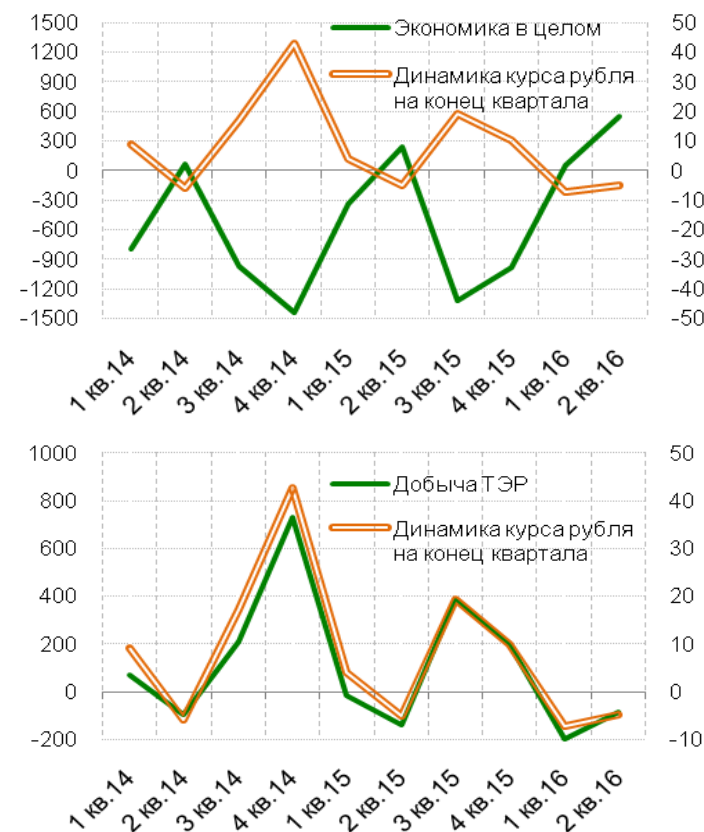 1500 Экономика в целом 50
1200 40
900 Динамика курса рубля 30
600 на конец квартала 20
300 10
0 0
-300 -10
-600 -20
-900 -30
-1200 -40
-1500 -50
1 кв.14 2 кв.14 3 кв.14 4 кв.14 1 кв.15 2 кв.15 3 кв.15 4 кв.15 1 кв.16 2 кв.16
1000 50
800 Добыча ТЭР 40
Динамика курса рубля
600 на конец квартала 30
400 20
200 10
0 0
-200 -10
1 кв.14 2 кв.14 3 кв.14 4 кв.14 1 кв.15 2 кв.15 3 кв.15 4 кв.15 1 кв.16 2 кв.16